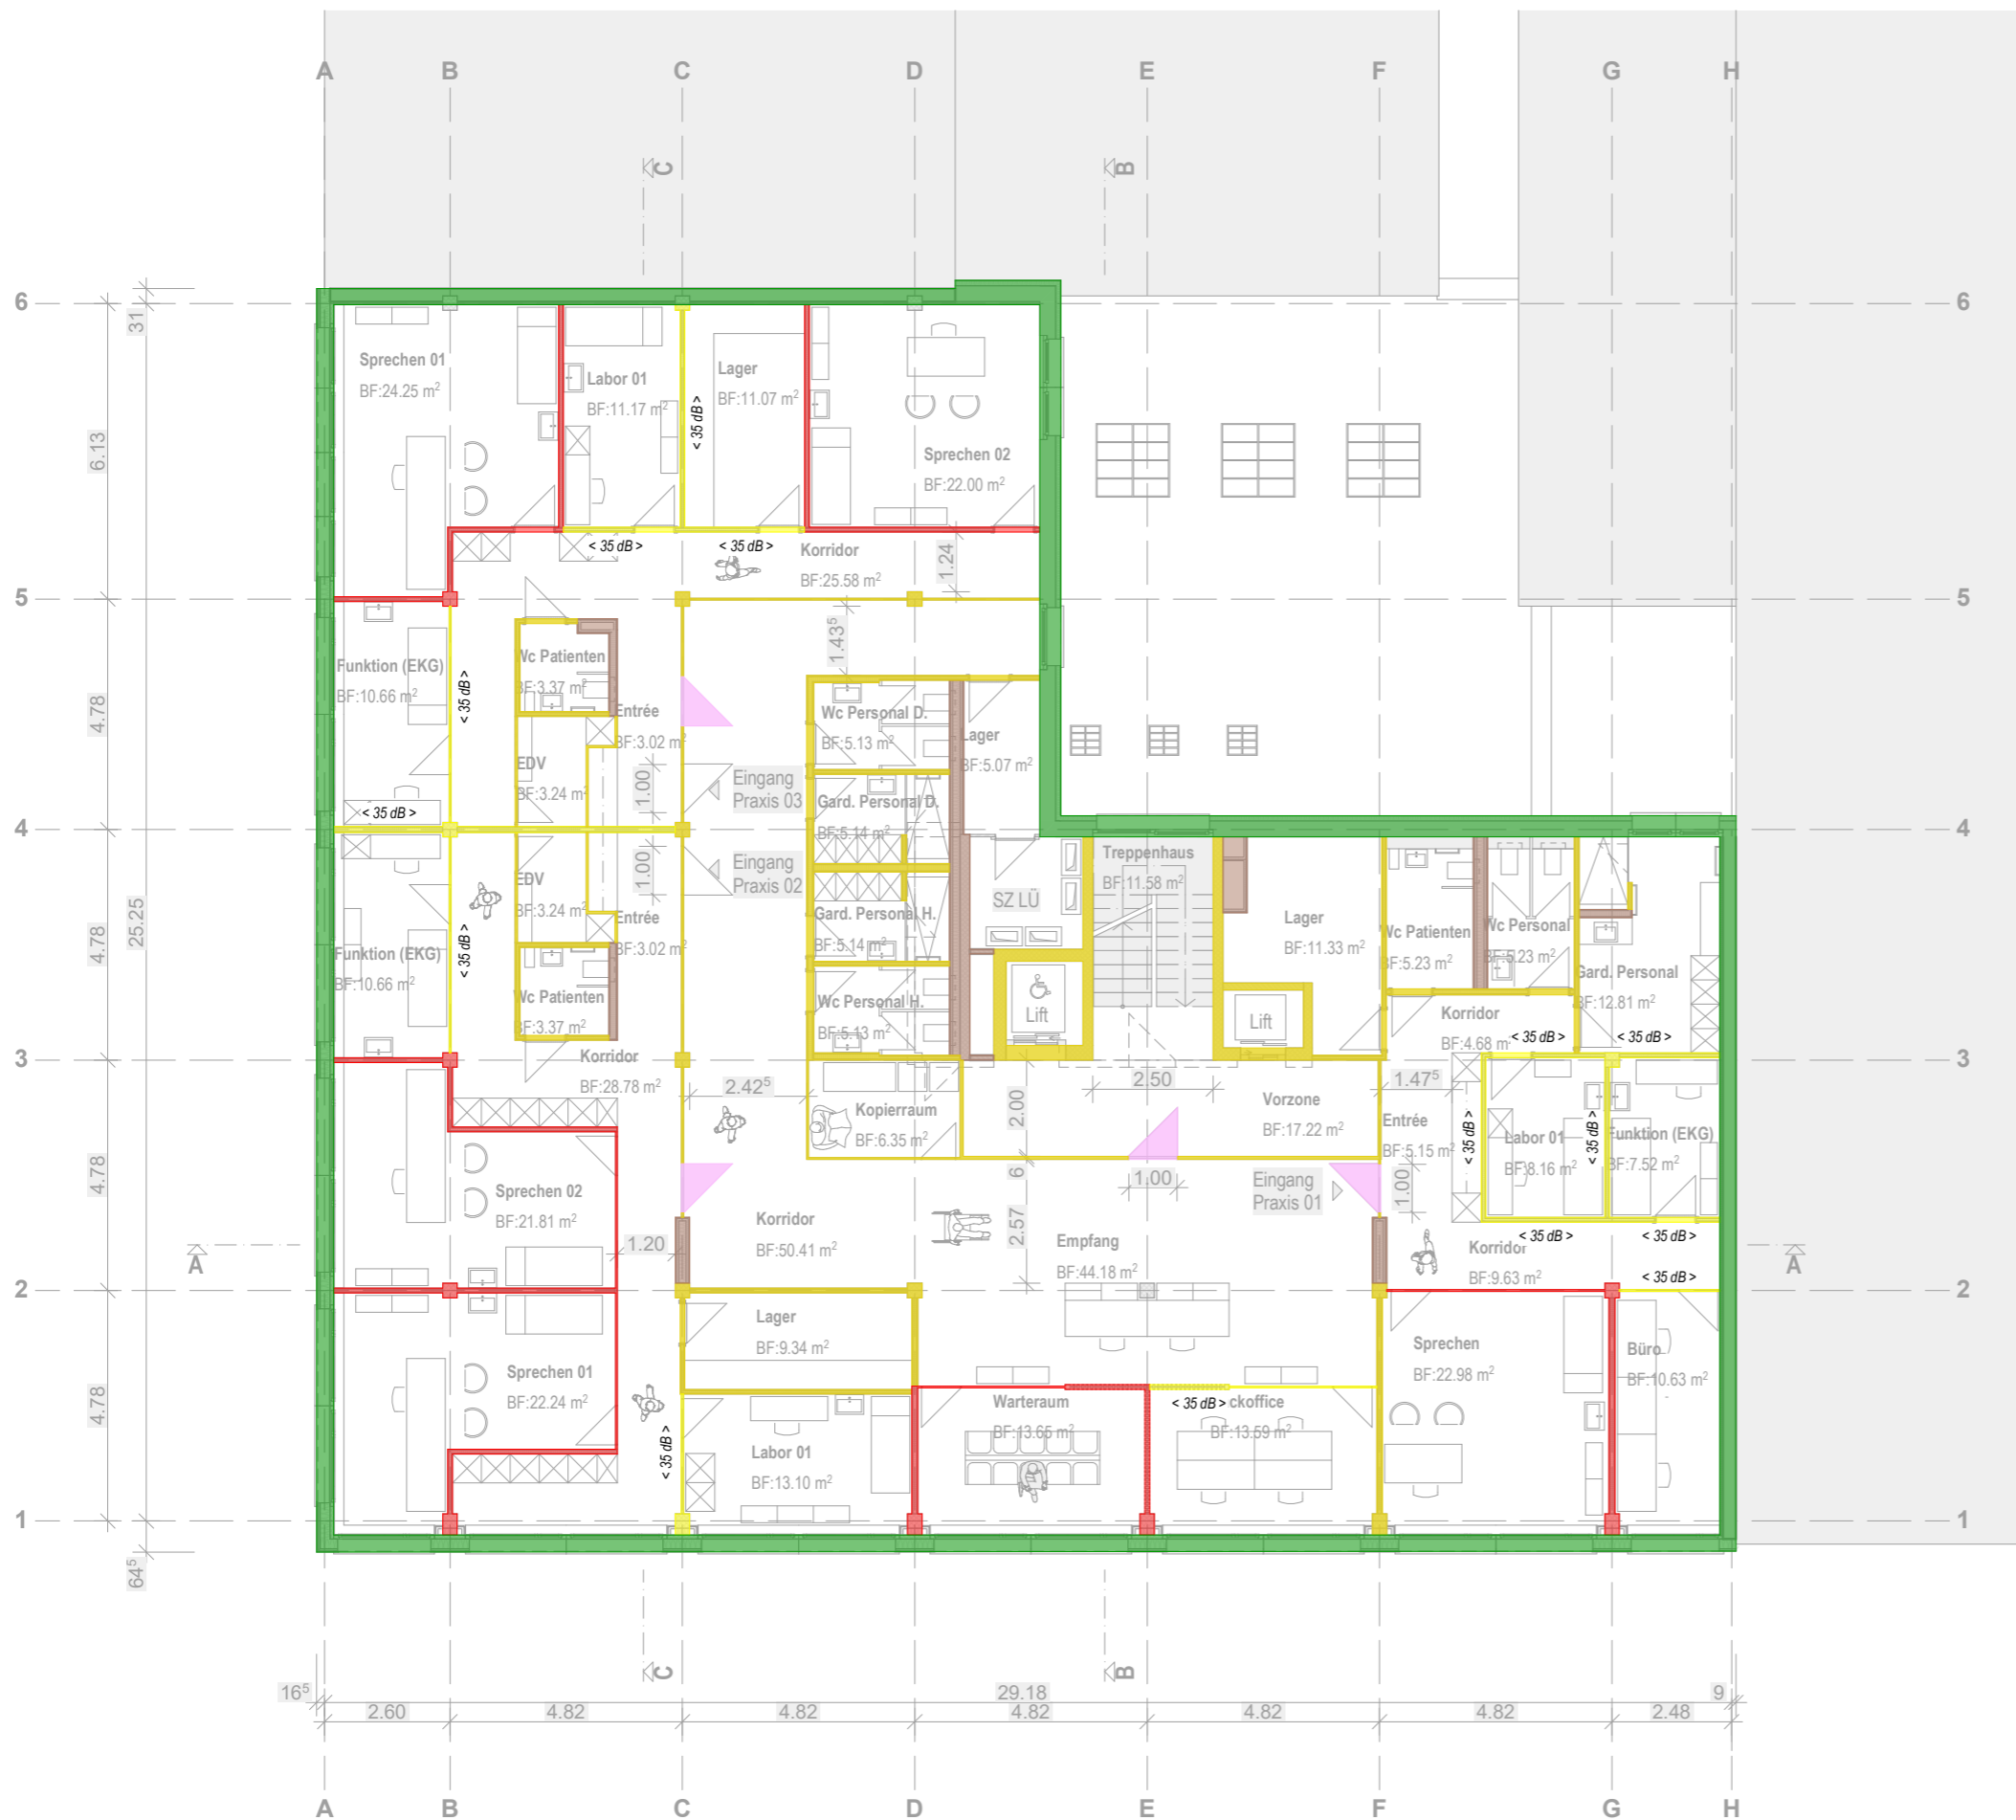 A B C D E F G H
C B
6 6
31
Sprechen 01
BF:24.25 m²
Labor 01
BF:11.17 m²
Lager
BF:11.07 m²
< 35 dB >
6.13
Sprechen 02
BF:22.00 m²
< 35 dB > < 35 dB >
Korridor
BF:25.58 m²
1.24
5 5
1.43⁵
Funktion (EKG)
BF:10.66 m²
< 35 dB >
Wc Patienten
BF:3.37 m²
Entrée
BF:3.02 m²
Wc Personal D.
BF:5.13 m²
Lager
BF:5.07 m²
4.78
EDV
BF:3.24 m²
1.00
Eingang
Praxis 03
Gard. Personal D.
BF:5.14 m²
< 35 dB >
4 4
1.00
Eingang
Praxis 02
EDV
BF:3.24 m²
Entrée
BF:3.02 m²
Gard. Personal H.
BF:5.14 m²
SZ LÜ
Treppenhaus
BF:11.58 m²
Lager
BF:11.33 m²
Wc Patienten
BF:5.23 m²
Wc Personal
BF:5.23 m²
Gard. Personal
BF:12.81 m²
25.25
4.78
Funktion (EKG)
BF:10.66 m²
< 35 dB >
Wc Patienten
BF:3.37 m²
Wc Personal H.
BF:5.13 m²
Lift
Lift
Korridor
BF:4.68 m²
< 35 dB > < 35 dB >
3 3
Korridor
BF:28.78 m²
2.42⁵
Kopierraum
BF:6.35 m²
2.00
2.50
Vorzone
BF:17.22 m²
1.47⁵
Entrée
BF:5.15 m²
< 35 dB >
Labor 01
BF:8.16 m²
< 35 dB >
Funktion (EKG)
BF:7.52 m²
4.78
Sprechen 02
BF:21.81 m²
6
1.00
Eingang
Praxis 01
1.00
1.20
Korridor
BF:50.41 m²
2.57
Empfang
BF:44.18 m²
Korridor
BF:9.63 m²
< 35 dB > < 35 dB >
< 35 dB >
A A
2 2
Lager
BF:9.34 m²
Sprechen
BF:22.98 m²
Büro
BF:10.63 m²
4.78
Sprechen 01
BF:22.24 m²
< 35 dB >
Labor 01
BF:13.10 m²
Warteraum
BF:13.65 m²
< 35 dB > ckoffice
BF:13.59 m²
1 1
64⁵
C B
16⁵ 29.18 9
2.60 4.82 4.82 4.82 4.82 4.82 2.48
A B C D E F G H